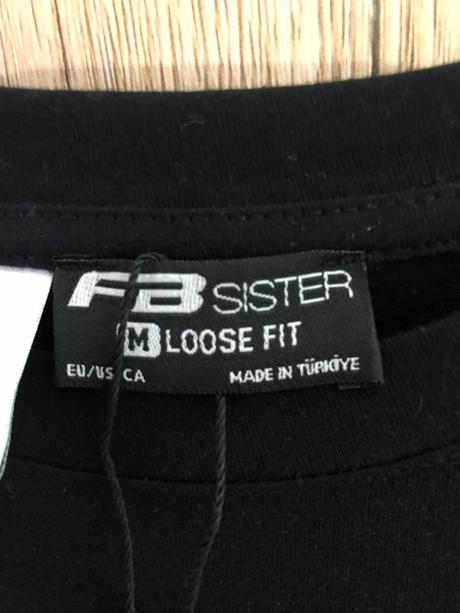 FB SISTER
M LOOSE FIT
EU/US/CA MADE IN TÜRKİYE